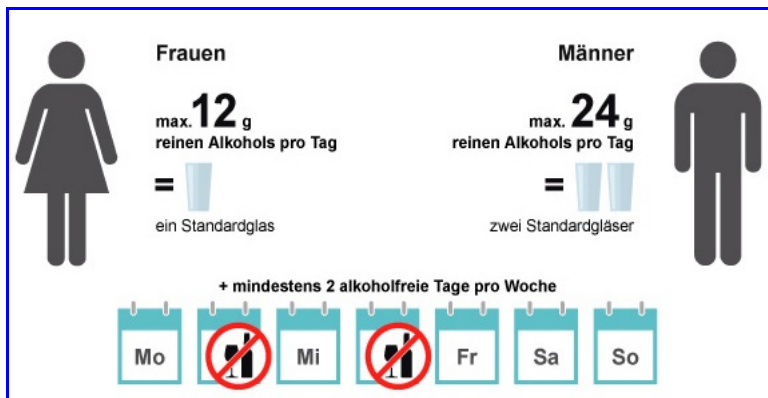 Frauen
max. 12 g
reinen Alkohols pro Tag
=
ein Standardglas
Männer
max. 24 g
reinen Alkohols pro Tag
=
zwei Standardgläser
+ mindestens 2 alkoholfreie Tage pro Woche
Mo Mi Fr Sa So